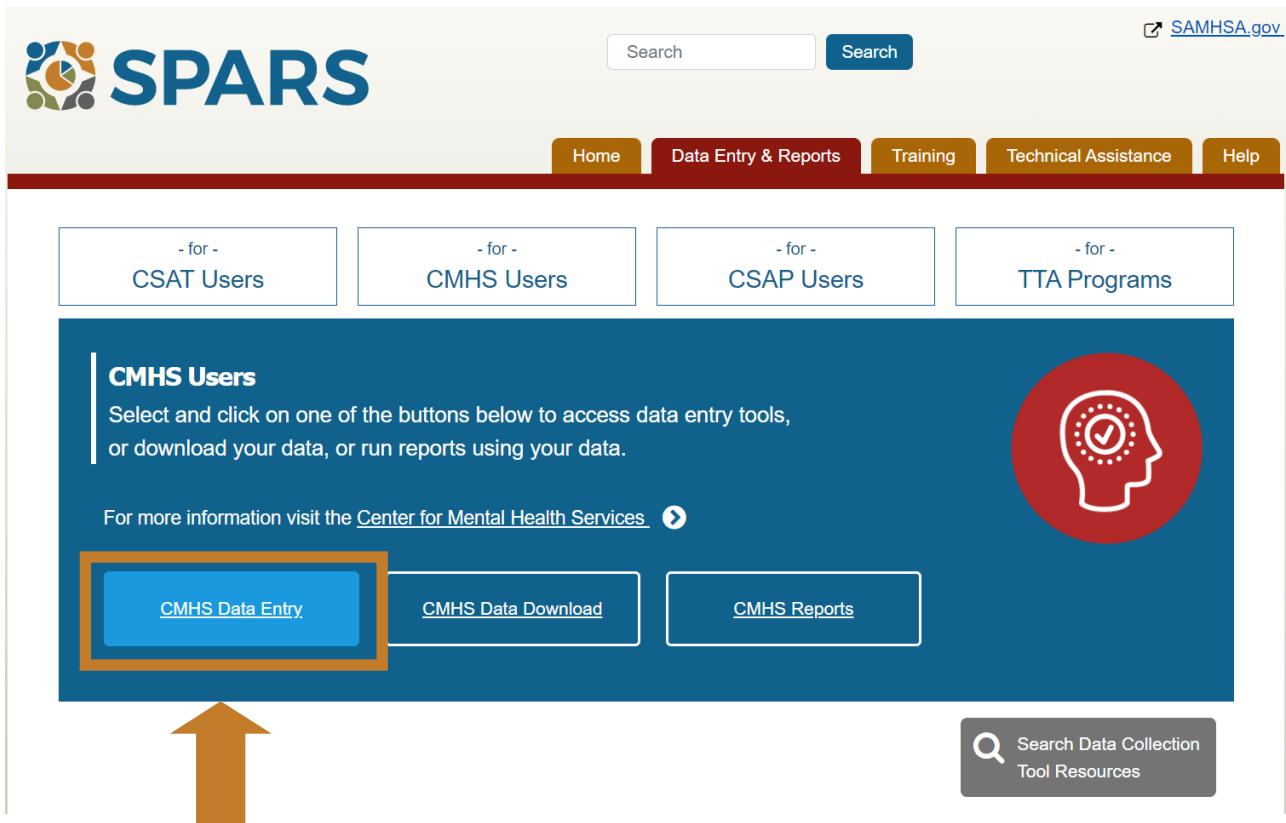 SAMHSA.gov
SPARS
Search
Search
Home
Data Entry & Reports
Training
Technical Assistance
Help
- for -
CSAT Users
- for -
CMHS Users
- for -
CSAP Users
- for -
TTA Programs
CMHS Users
Select and click on one of the buttons below to access data entry tools,
or download your data, or run reports using your data.
For more information visit the Center for Mental Health Services
CMHS Data Entry
CMHS Data Download
CMHS Reports
Search Data Collection
Tool Resources